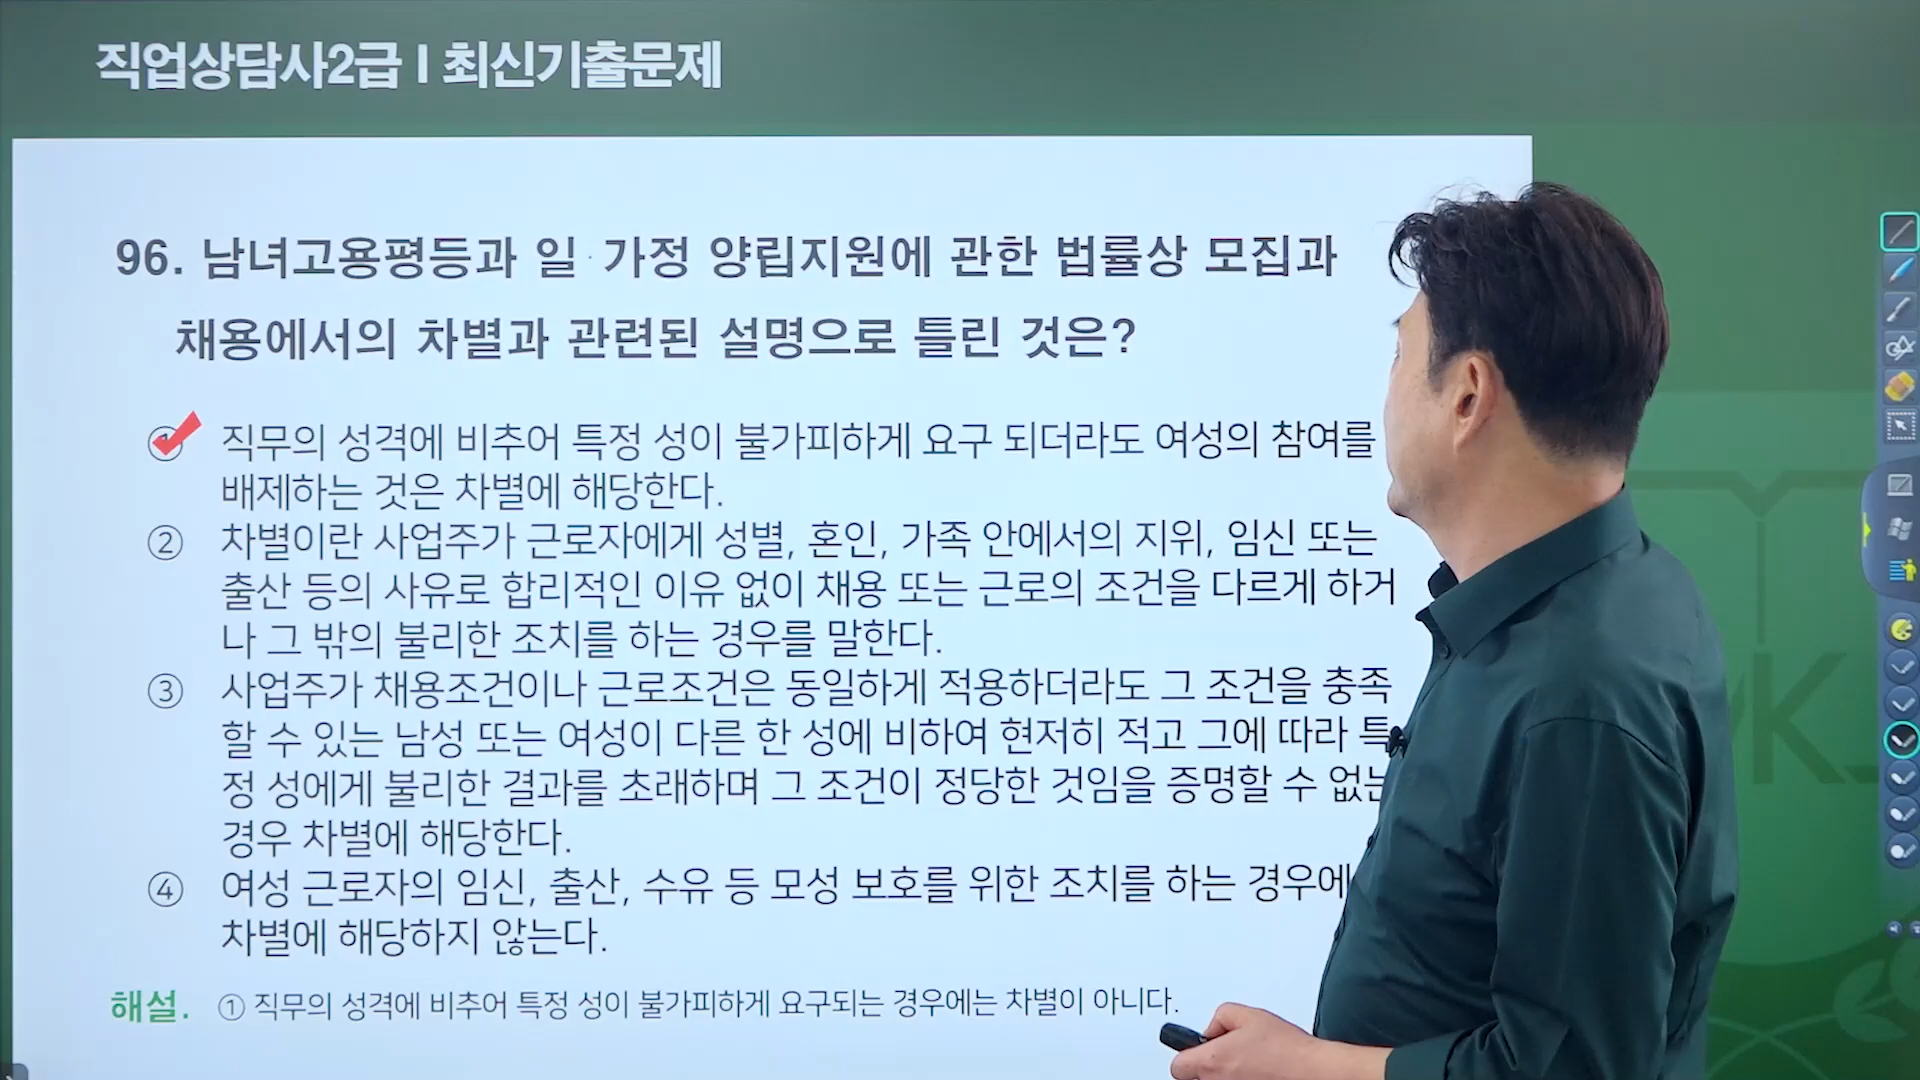 직업상담사2급 I 최신기출문제
96. 남녀고용평등과 일·가정 양립지원에 관한 법률상 모집과
채용에서의 차별과 관련된 설명으로 틀린 것은?
① 직무의 성격에 비추어 특정 성이 불가피하게 요구 되더라도 여성의 참여를
배제하는 것은 차별에 해당한다.
② 차별이란 사업주가 근로자에게 성별, 혼인, 가족 안에서의 지위, 임신 또는
출산 등의 사유로 합리적인 이유 없이 채용 또는 근로의 조건을 다르게 하거
나 그 밖의 불리한 조치를 하는 경우를 말한다.
③ 사업주가 채용조건이나 근로조건은 동일하게 적용하더라도 그 조건을 충족
할 수 있는 남성 또는 여성이 다른 한 성에 비하여 현저히 적고 그에 따라 특
정 성에게 불리한 결과를 초래하며 그 조건이 정당한 것임을 증명할 수 없는
경우 차별에 해당한다.
④ 여성 근로자의 임신, 출산, 수유 등 모성 보호를 위한 조치를 하는 경우에
차별에 해당하지 않는다.
해설. ① 직무의 성격에 비추어 특정 성이 불가피하게 요구되는 경우에는 차별이 아니다.